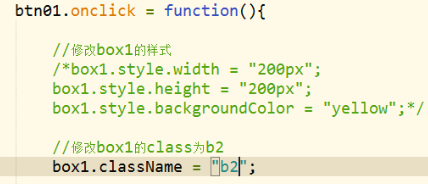 btn01.onclick = function(){
//修改box1的样式
/*box1.style.width = "200px";
box1.style.height = "200px";
box1.style.backgroundColor = "yellow";*/
//修改box1的class为b2
box1.className = "b2";